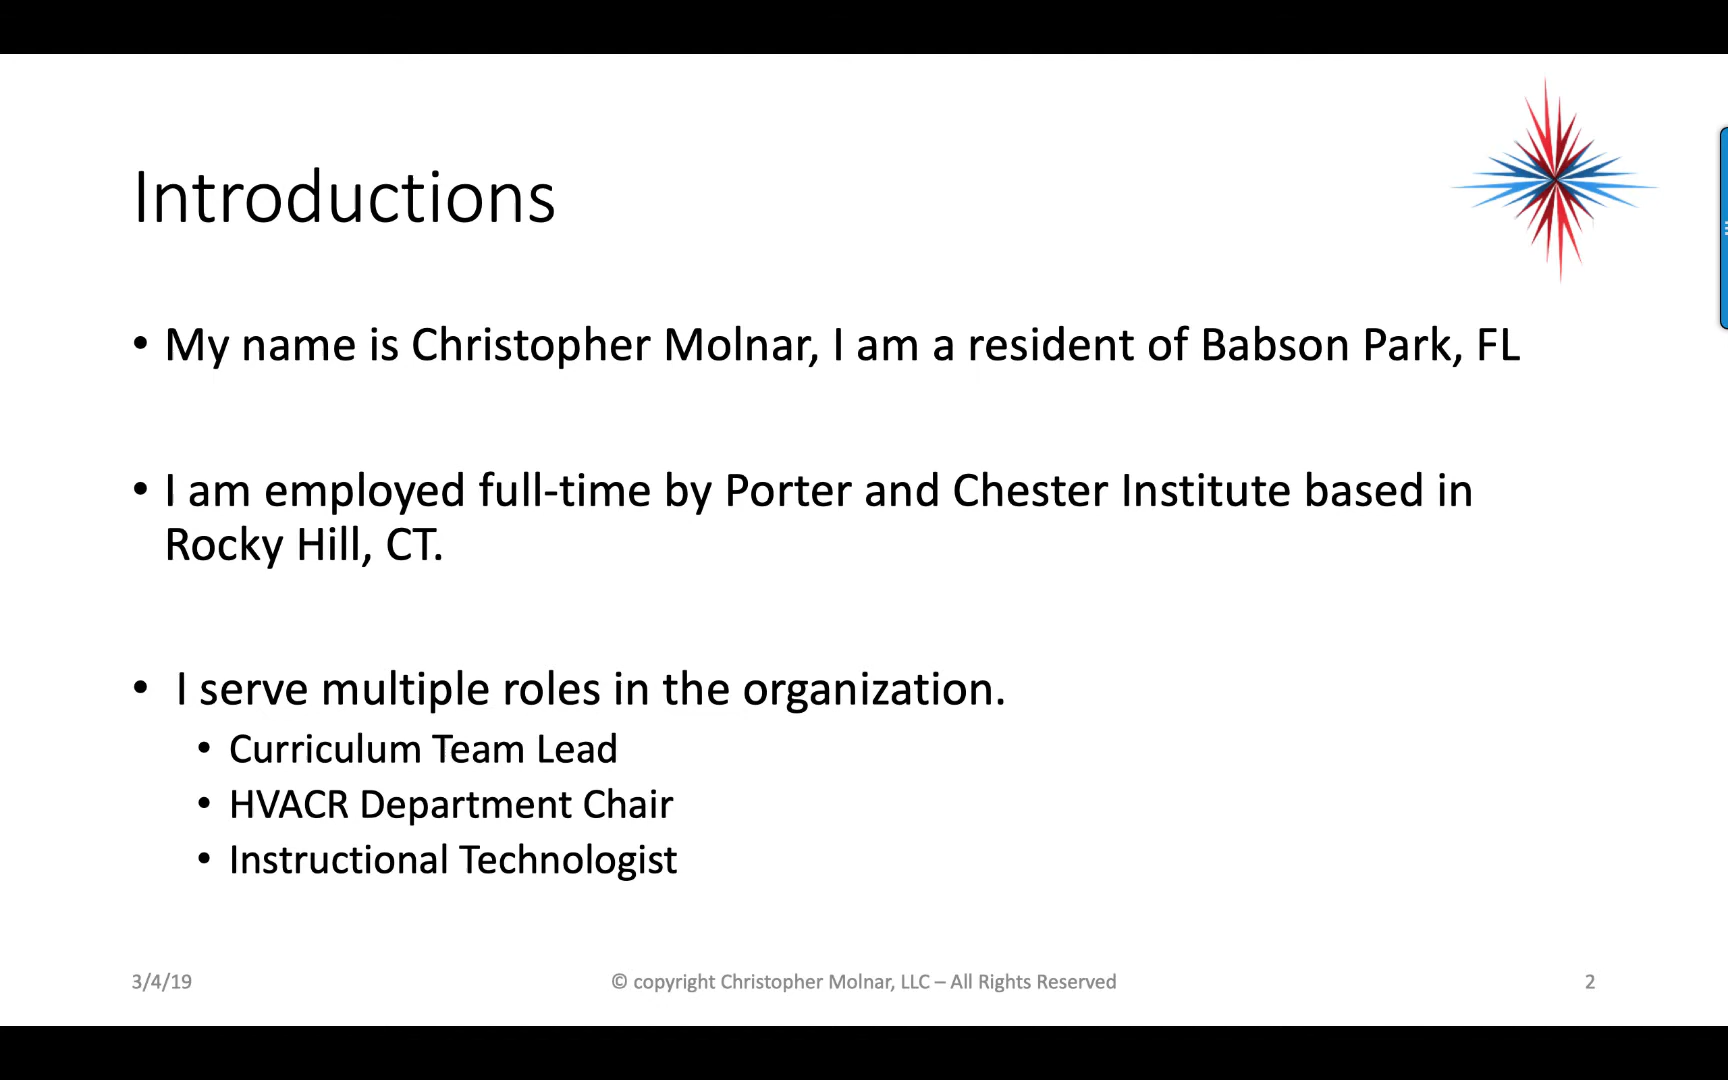 Introductions
• My name is Christopher Molnar, I am a resident of Babson Park, FL
• I am employed full-time by Porter and Chester Institute based in
Rocky Hill, CT.
• I serve multiple roles in the organization.
• Curriculum Team Lead
• HVACR Department Chair
• Instructional Technologist
3/4/19
© copyright Christopher Molnar, LLC – All Rights Reserved
2